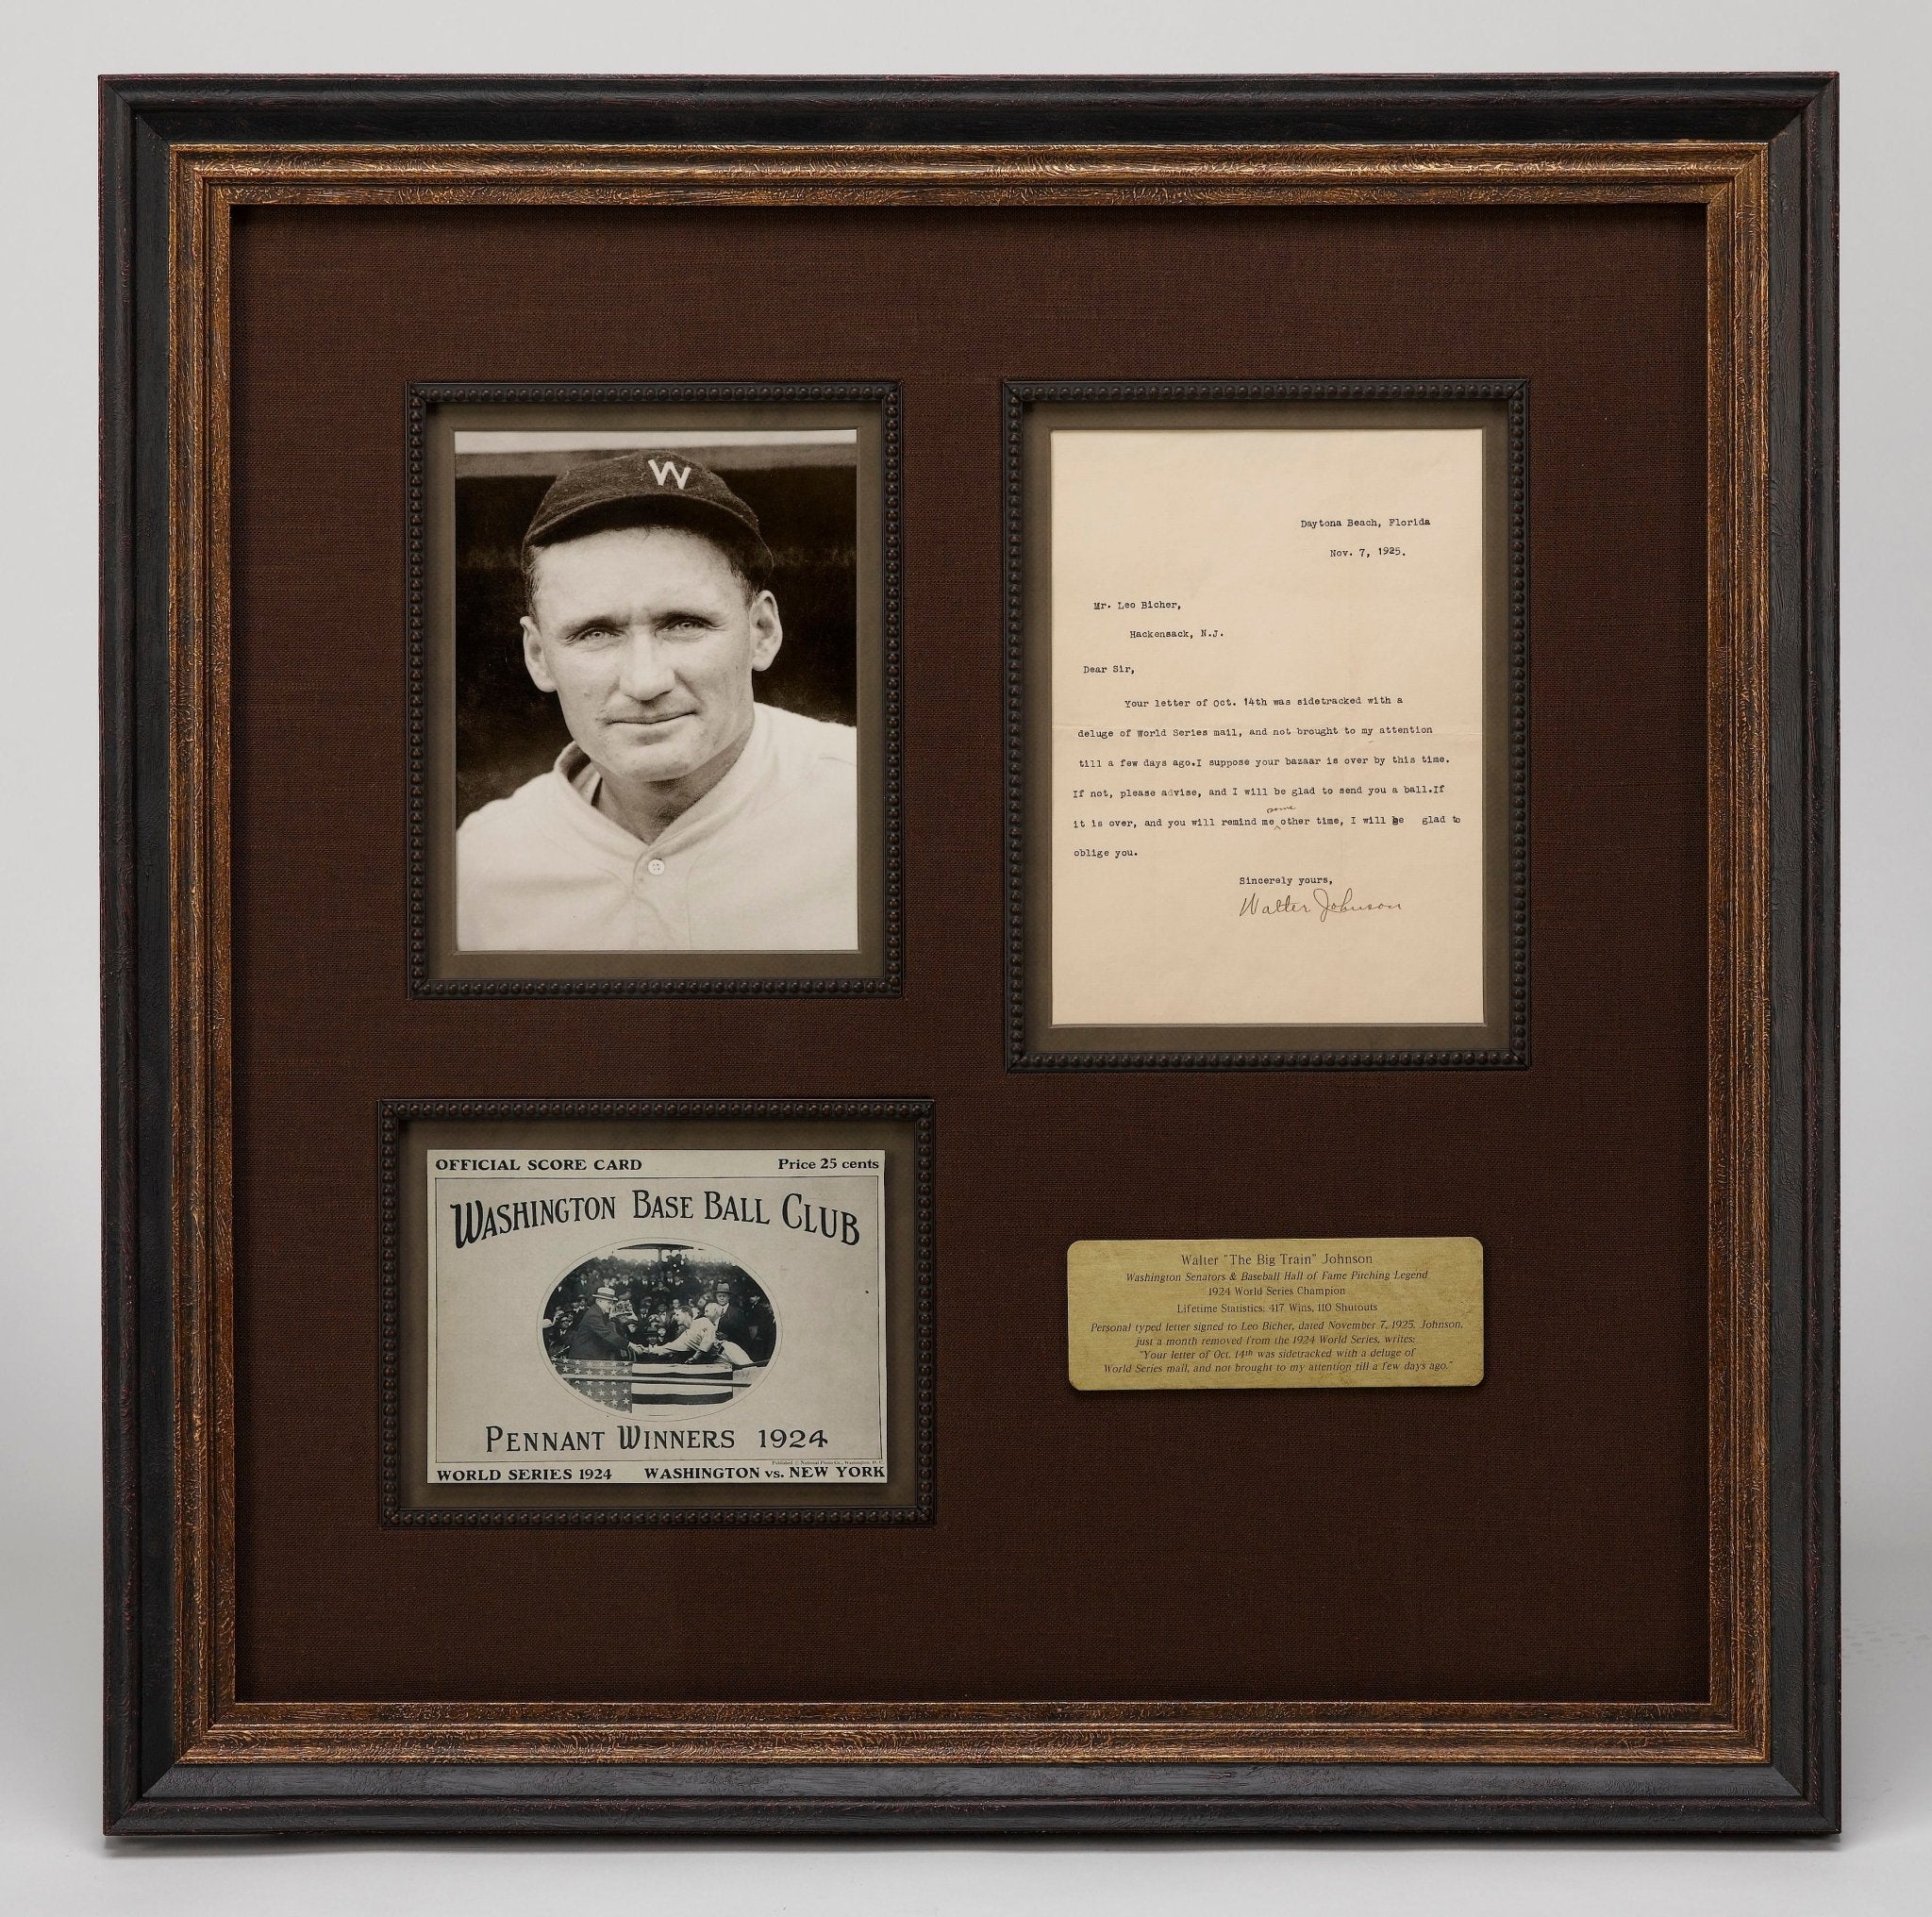 W
Daytona Beach, Florida
Nov. 7, 1925.
Mr. Leo Bicher,
Hackensack, N.J.
Dear Sir,
Your letter of Oct. 14th was sidetracked with a
deluge of World Series mail, and not brought to my attention
till a few days ago.I suppose your bazaar is over by this time.
If not, please advise, and I will be glad to send you a ball.If
some
it is over, and you will remind me other time, I will be glad to
oblige you.
Sincerely yours,
Walter Johnson
OFFICIAL SCORE CARD Price 25 cents
WASHINGTON BASE BALL CLUB
PENNANT WINNERS 1924
Published © National Press Co., Washington, D. C.
WORLD SERIES 1924 WASHINGTON vs. NEW YORK
Walter "The Big Train" Johnson
Washington Senators & Baseball Hall of Fame Pitching Legend
1924 World Series Champion
Lifetime Statistics: 417 Wins, 110 Shutouts
Personal typed letter signed to Leo Bicher, dated November 7, 1925. Johnson,
just a month removed from the 1924 World Series, writes:
"Your letter of Oct. 14th was sidetracked with a deluge of
World Series mail, and not brought to my attention till a few days ago."